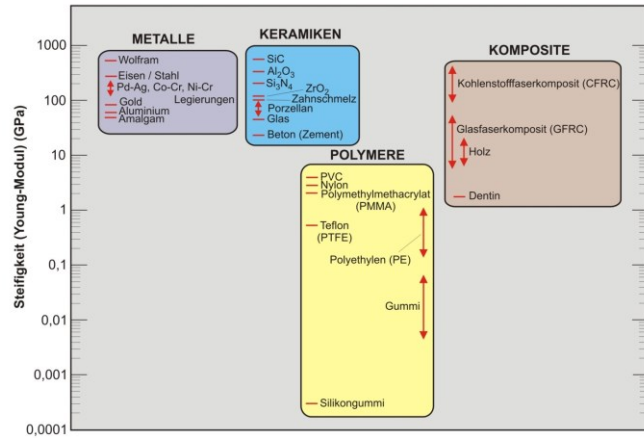 Steifigkeit (Young-Modul) (GPa)
1000
100
10
1
0,1
0,01
0,001
0,0001
METALLE
Wolfram
Eisen / Stahl
Pd-Ag, Co-Cr, Ni-Cr
Legierungen
Gold
Aluminium
Amalgam
KERAMIKEN
SiC
Al₂O₃
Si₃N₄
ZrO₂
Zahnschmelz
Porzellan
Glas
Beton (Zement)
POLYMERE
PVC
Nylon
Polymethylmethacrylat
(PMMA)
Teflon
(PTFE)
Polyethylen (PE)
Gummi
Silikongummi
KOMPOSITE
Kohlenstofffaserkomposit (CFRC)
Glasfaserkomposit (GFRC)
Holz
Dentin